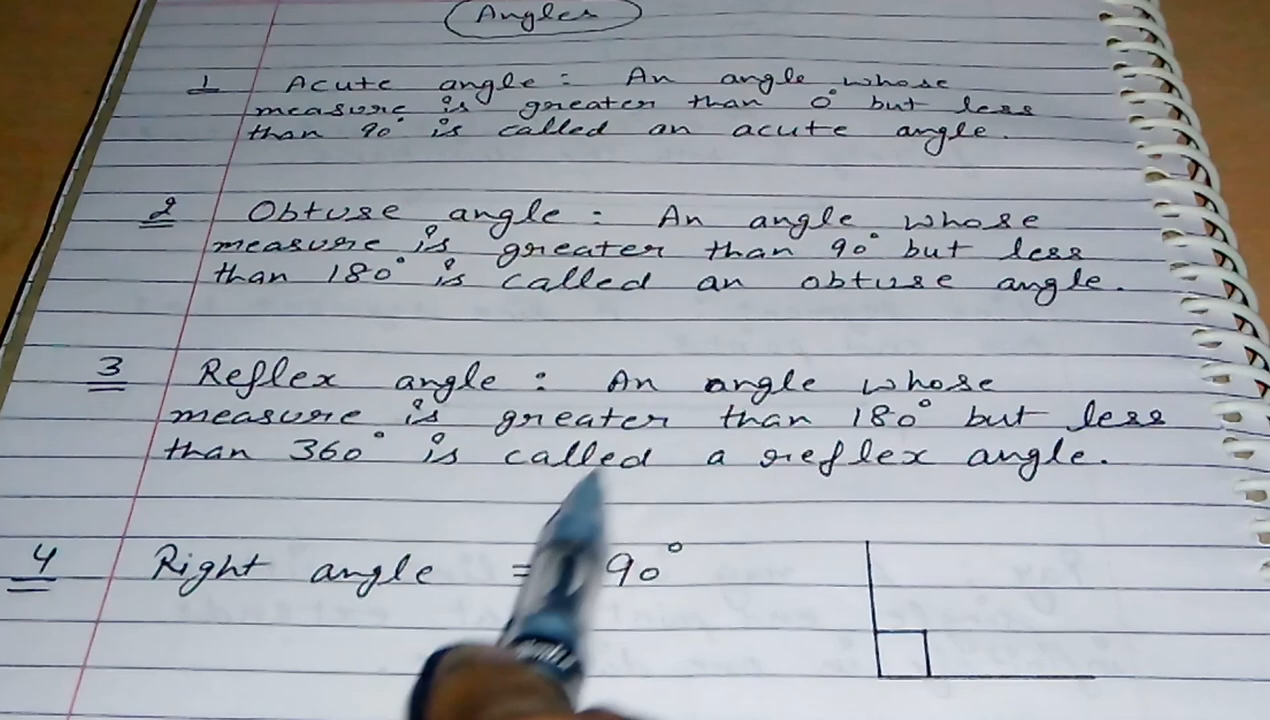 Angles
1 Acute angle : An angle whose
measure is greater than 0° but less
than 90° is called an acute angle.
2 Obtuse angle : An angle whose
measure is greater than 90° but less
than 180° is called an obtuse angle.
3 Reflex angle : An angle whose
measure is greater than 180° but less
than 360° is called a reflex angle.
4 Right angle = 90°